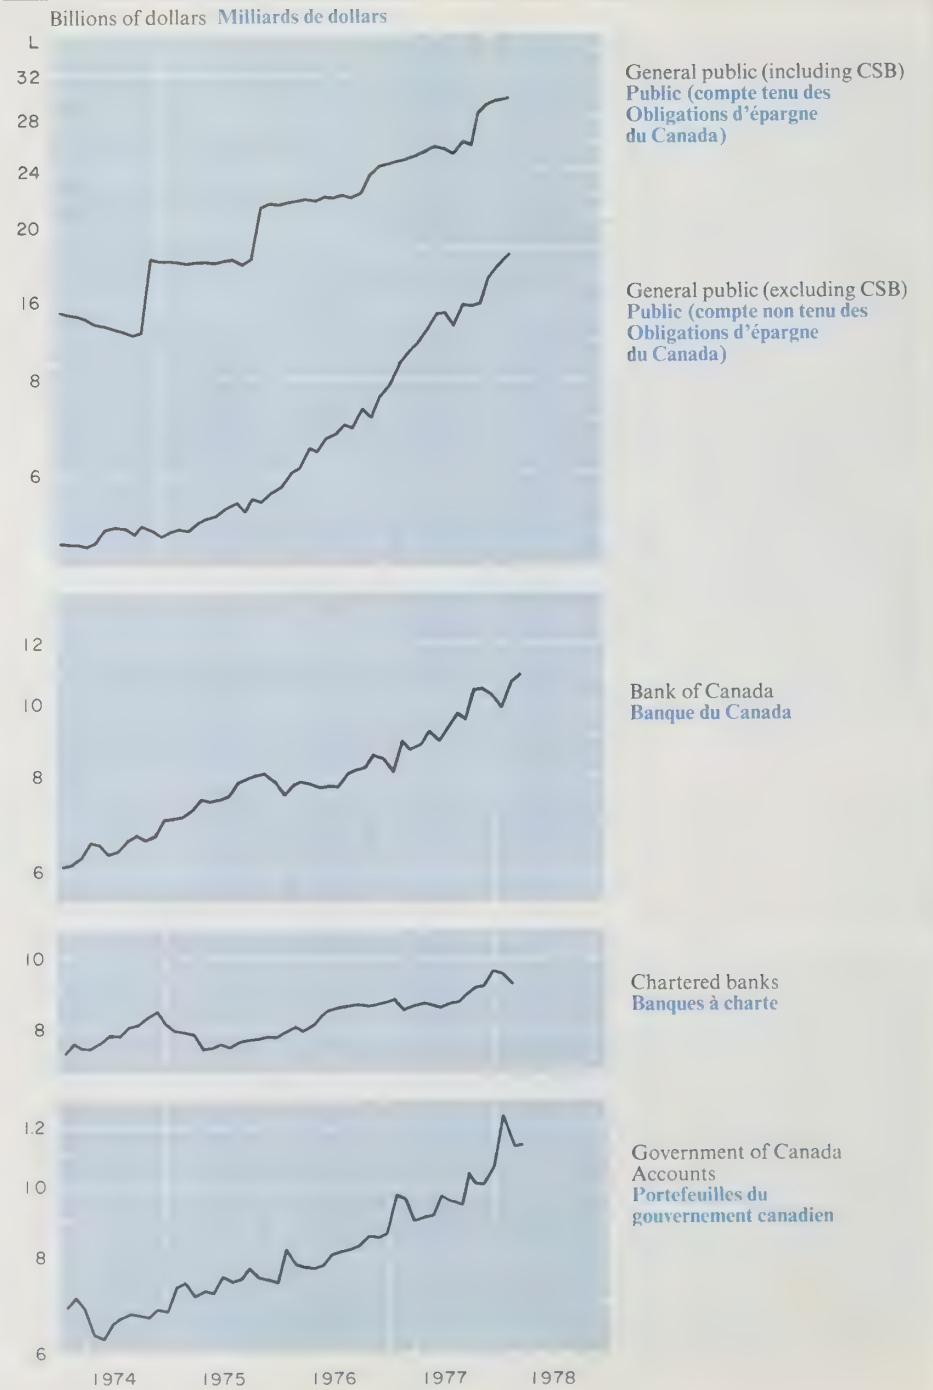 Billions of dollars Milliards de dollars
L
32
28
24
20
16
8
6
General public (including CSB)
Public (compte tenu des
Obligations d'épargne
du Canada)
General public (excluding CSB)
Public (compte non tenu des
Obligations d'épargne
du Canada)
12
10
8
6
Bank of Canada
Banque du Canada
10
8
Chartered banks
Banques à charte
1.2
10
8
6
Government of Canada
Accounts
Portefeuilles du
gouvernement canadien
1974 1975 1976 1977 1978